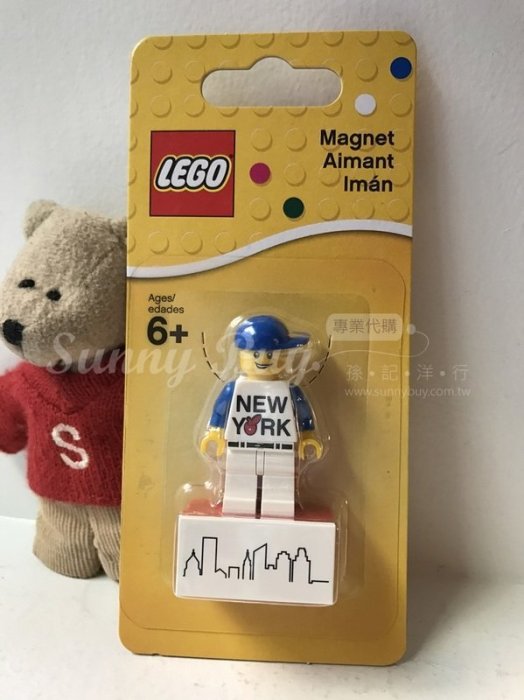 LEGO
Magnet
Aimant
Imán
Ages/
edades
6+
Sunny Buy.
專業代購
孫•記•洋•行
www.sunnybuy.com.tw
NEW
YORK
S